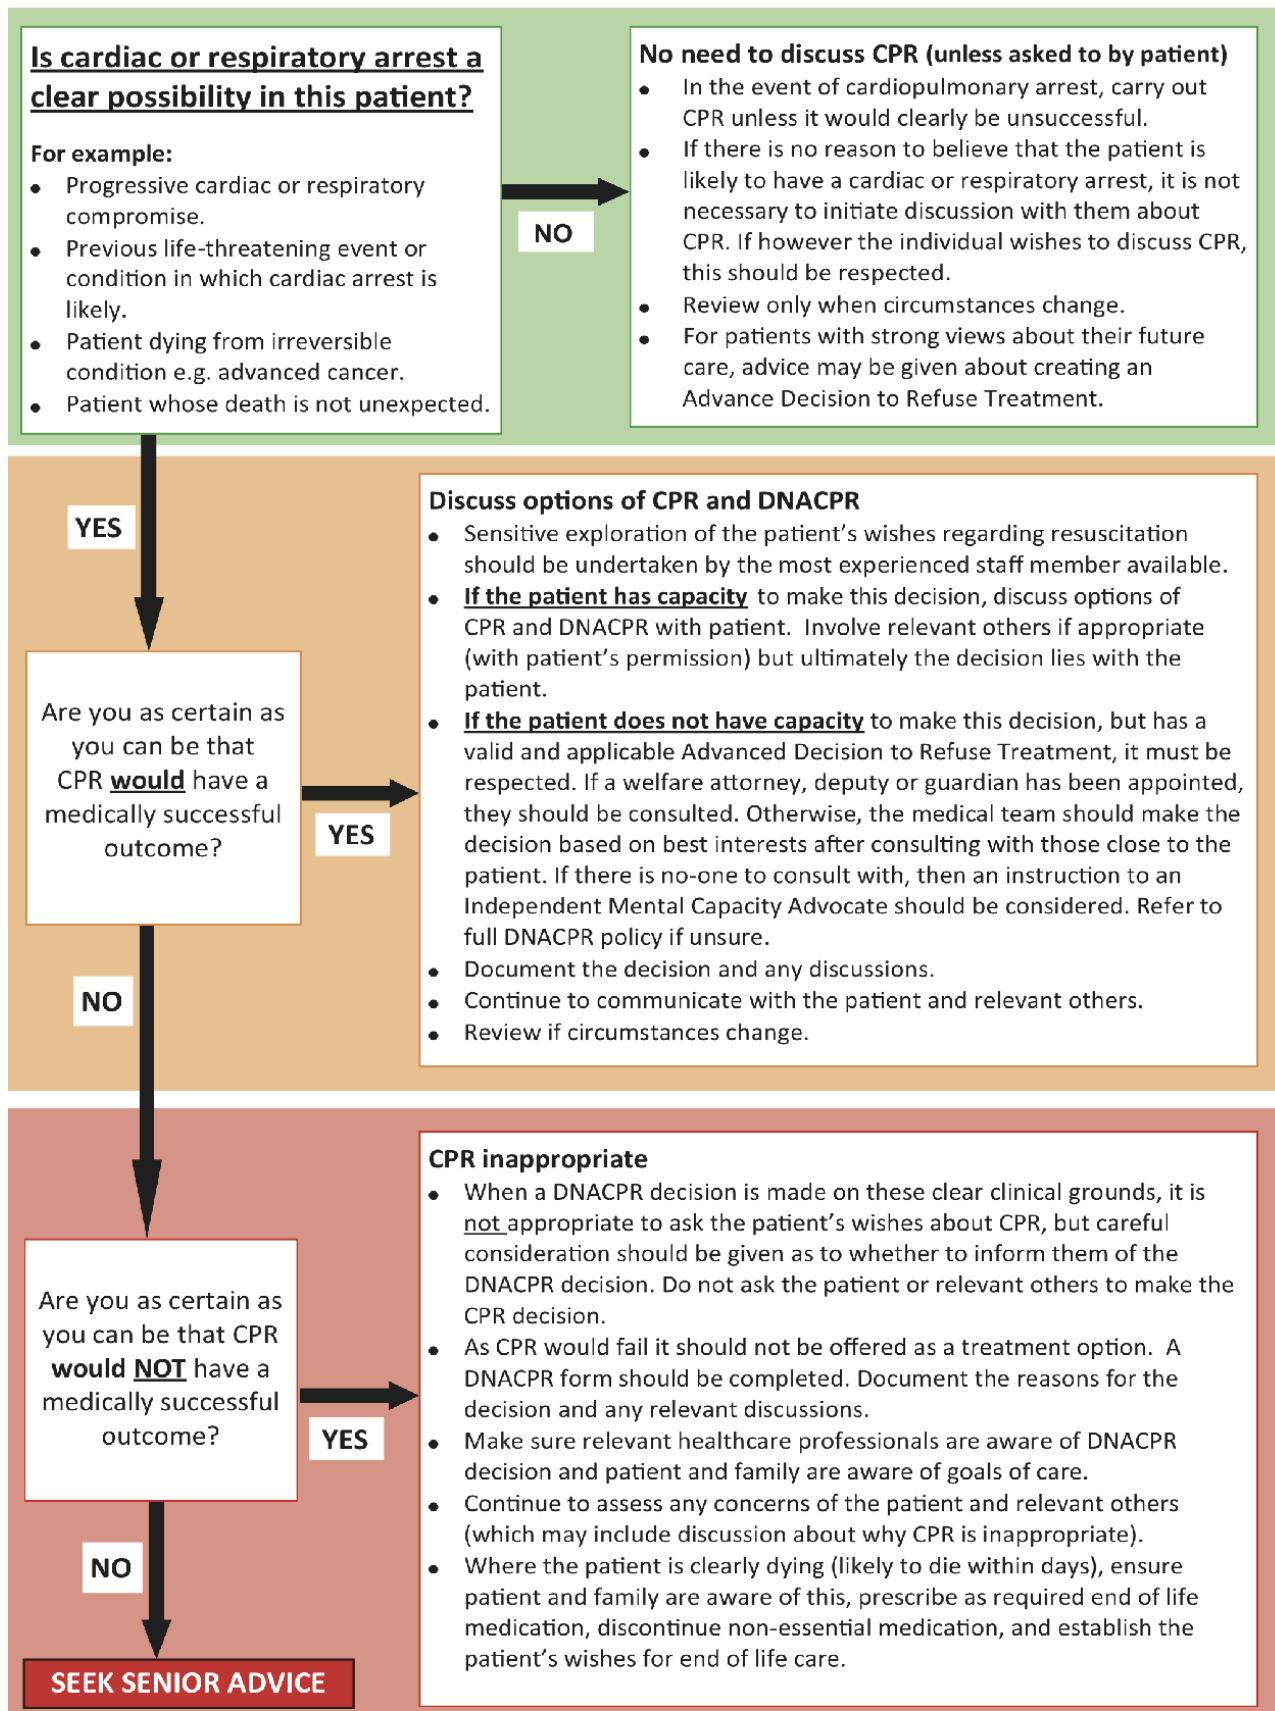 Is cardiac or respiratory arrest a
clear possibility in this patient?
For example:
• Progressive cardiac or respiratory
compromise.
• Previous life-threatening event or
condition in which cardiac arrest is
likely.
• Patient dying from irreversible
condition e.g. advanced cancer.
• Patient whose death is not unexpected.
NO
No need to discuss CPR (unless asked to by patient)
• In the event of cardiopulmonary arrest, carry out
CPR unless it would clearly be unsuccessful.
• If there is no reason to believe that the patient is
likely to have a cardiac or respiratory arrest, it is not
necessary to initiate discussion with them about
CPR. If however the individual wishes to discuss CPR,
this should be respected.
• Review only when circumstances change.
• For patients with strong views about their future
care, advice may be given about creating an
Advance Decision to Refuse Treatment.
YES
Are you as certain as
you can be that
CPR would have a
medically successful
outcome?
YES
Discuss options of CPR and DNACPR
• Sensitive exploration of the patient's wishes regarding resuscitation
should be undertaken by the most experienced staff member available.
• If the patient has capacity to make this decision, discuss options of
CPR and DNACPR with patient. Involve relevant others if appropriate
(with patient's permission) but ultimately the decision lies with the
patient.
• If the patient does not have capacity to make this decision, but has a
valid and applicable Advanced Decision to Refuse Treatment, it must be
respected. If a welfare attorney, deputy or guardian has been appointed,
they should be consulted. Otherwise, the medical team should make the
decision based on best interests after consulting with those close to the
patient. If there is no-one to consult with, then an instruction to an
Independent Mental Capacity Advocate should be considered. Refer to
full DNACPR policy if unsure.
• Document the decision and any discussions.
• Continue to communicate with the patient and relevant others.
• Review if circumstances change.
NO
Are you as certain as
you can be that CPR
would NOT have a
medically successful
outcome?
YES
CPR inappropriate
• When a DNACPR decision is made on these clear clinical grounds, it is
not appropriate to ask the patient's wishes about CPR, but careful
consideration should be given as to whether to inform them of the
DNACPR decision. Do not ask the patient or relevant others to make the
CPR decision.
• As CPR would fail it should not be offered as a treatment option. A
DNACPR form should be completed. Document the reasons for the
decision and any relevant discussions.
• Make sure relevant healthcare professionals are aware of DNACPR
decision and patient and family are aware of goals of care.
• Continue to assess any concerns of the patient and relevant others
(which may include discussion about why CPR is inappropriate).
• Where the patient is clearly dying (likely to die within days), ensure
patient and family are aware of this, prescribe as required end of life
medication, discontinue non-essential medication, and establish the
patient's wishes for end of life care.
NO
SEEK SENIOR ADVICE